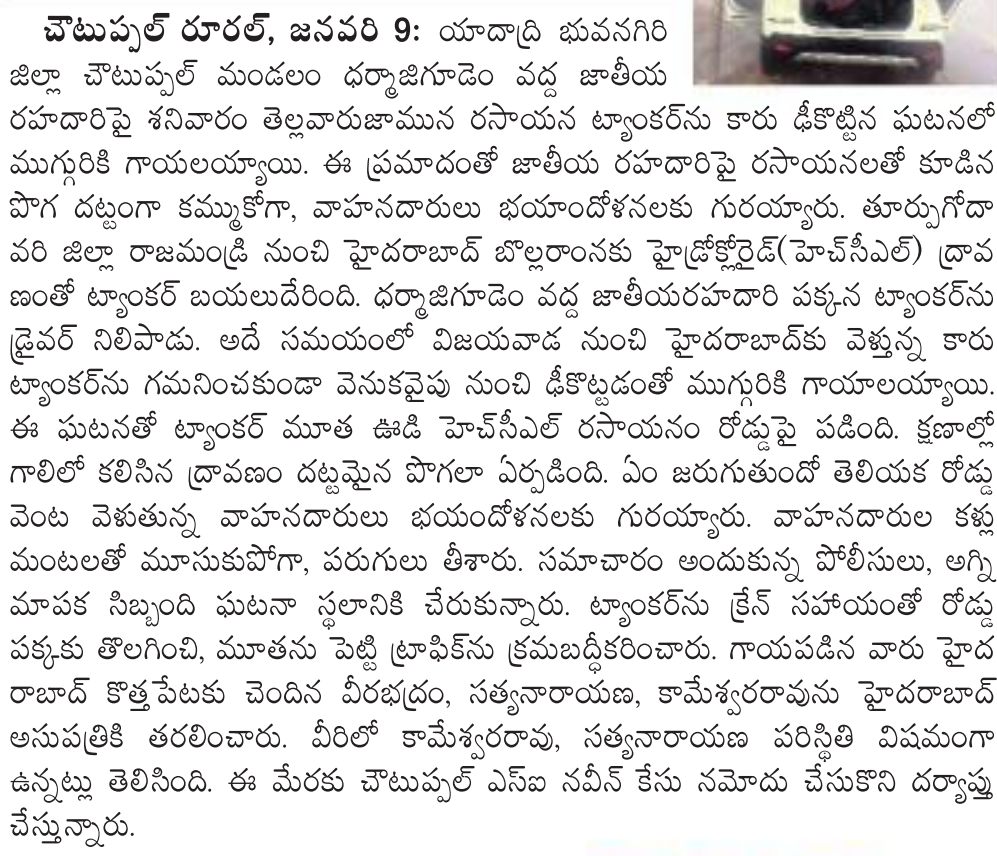 చౌటుప్పల్ రూరల్, జనవరి 9: యాదాద్రి భువనగిరి
జిల్లా చౌటుప్పల్ మండలం ధర్మాజిగూడెం వద్ద జాతీయ
రహదారిపై శనివారం తెల్లవారుజామున రసాయన ట్యాంకర్‌ను కారు ఢీకొట్టిన ఘటనలో
ముగ్గురికి గాయలయ్యాయి. ఈ ప్రమాదంతో జాతీయ రహదారిపై రసాయనలతో కూడిన
పొగ దట్టంగా కమ్ముకోగా, వాహనదారులు భయాందోళనలకు గురయ్యారు. తూర్పుగోదా
వరి జిల్లా రాజమండ్రి నుంచి హైదరాబాద్ బొల్లరాంనకు హైడ్రోక్లోరైడ్(హెచ్‌సీఎల్) ద్రావ
ణంతో ట్యాంకర్ బయలుదేరింది. ధర్మాజిగూడెం వద్ద జాతీయరహదారి పక్కన ట్యాంకర్‌ను
డ్రైవర్ నిలిపాడు. అదే సమయంలో విజయవాడ నుంచి హైదరాబాద్‌కు వెళ్తున్న కారు
ట్యాంకర్‌ను గమనించకుండా వెనుకవైపు నుంచి ఢీకొట్టడంతో ముగ్గురికి గాయాలయ్యాయి.
ఈ ఘటనతో ట్యాంకర్ మూత ఊడి హెచ్‌సీఎల్ రసాయనం రోడ్డుపై పడింది. క్షణాల్లో
గాలిలో కలిసిన ద్రావణం దట్టమైన పొగలా ఏర్పడింది. ఏం జరుగుతుందో తెలియక రోడ్డు
వెంట వెళుతున్న వాహనదారులు భయందోళనలకు గురయ్యారు. వాహనదారుల కళ్లు
మంటలతో మూసుకుపోగా, పరుగులు తీశారు. సమాచారం అందుకున్న పోలీసులు, అగ్ని
మాపక సిబ్బంది ఘటనా స్థలానికి చేరుకున్నారు. ట్యాంకర్‌ను క్రేన్ సహాయంతో రోడ్డు
పక్కకు తొలగించి, మూతను పెట్టి ట్రాఫిక్‌ను క్రమబద్ధీకరించారు. గాయపడిన వారు హైద
రాబాద్ కొత్తపేటకు చెందిన వీరభద్రం, సత్యనారాయణ, కామేశ్వరరావును హైదరాబాద్
అసుపత్రికి తరలించారు. వీరిలో కామేశ్వరరావు, సత్యనారాయణ పరిస్థితి విషమంగా
ఉన్నట్లు తెలిసింది. ఈ మేరకు చౌటుప్పల్ ఎస్ఐ నవీన్ కేసు నమోదు చేసుకొని దర్యాప్తు
చేస్తున్నారు.